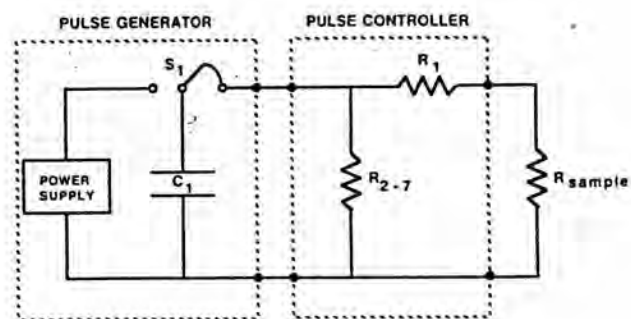 PULSE GENERATOR
PULSE CONTROLLER
S1
R1
POWER
SUPPLY
C1
R2-7
Rsample